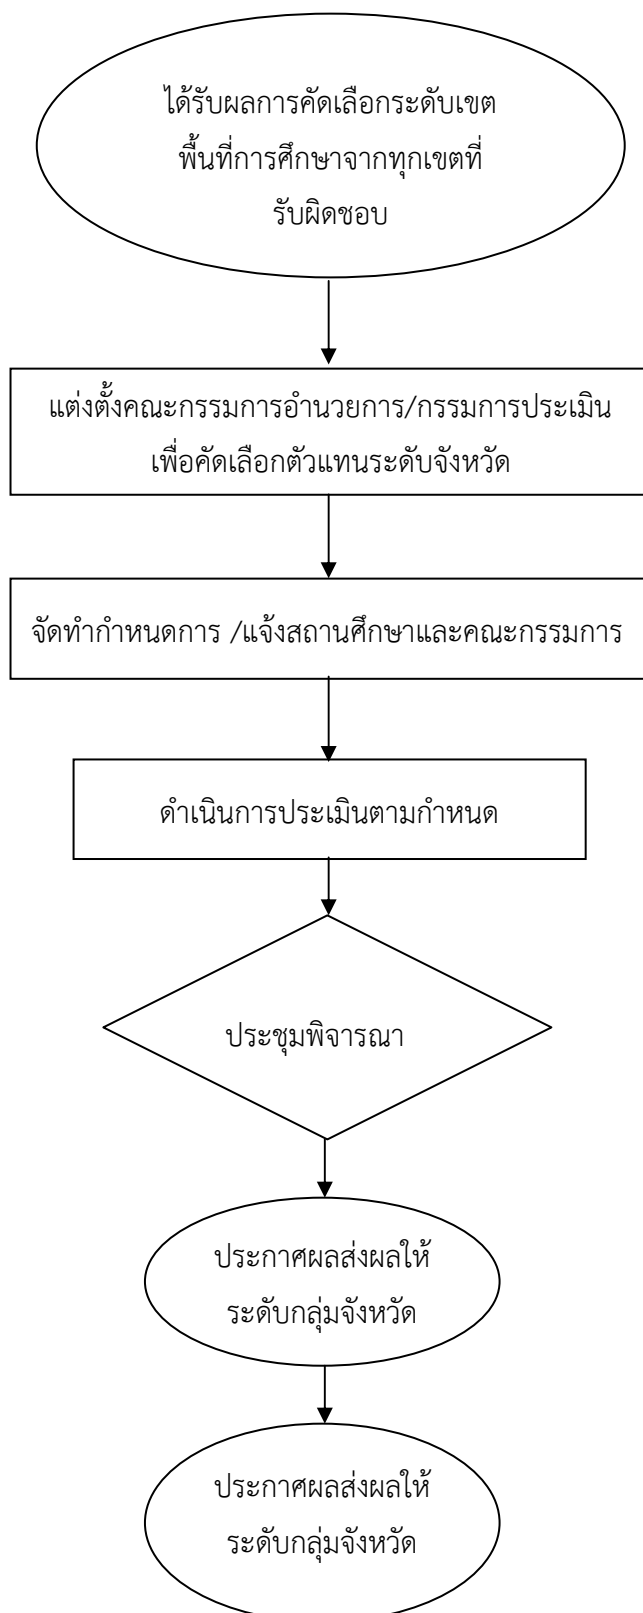 ได้รับผลการคัดเลือกระดับเขต
พื้นที่การศึกษาจากทุกเขตที่
รับผิดชอบ
แต่งตั้งคณะกรรมการอำนวยการ/กรรมการประเมิน
เพื่อคัดเลือกตัวแทนระดับจังหวัด
จัดทำกำหนดการ /แจ้งสถานศึกษาและคณะกรรมการ
ดำเนินการประเมินตามกำหนด
ประชุมพิจารณา
ประกาศผลส่งผลให้
ระดับกลุ่มจังหวัด
ประกาศผลส่งผลให้
ระดับกลุ่มจังหวัด